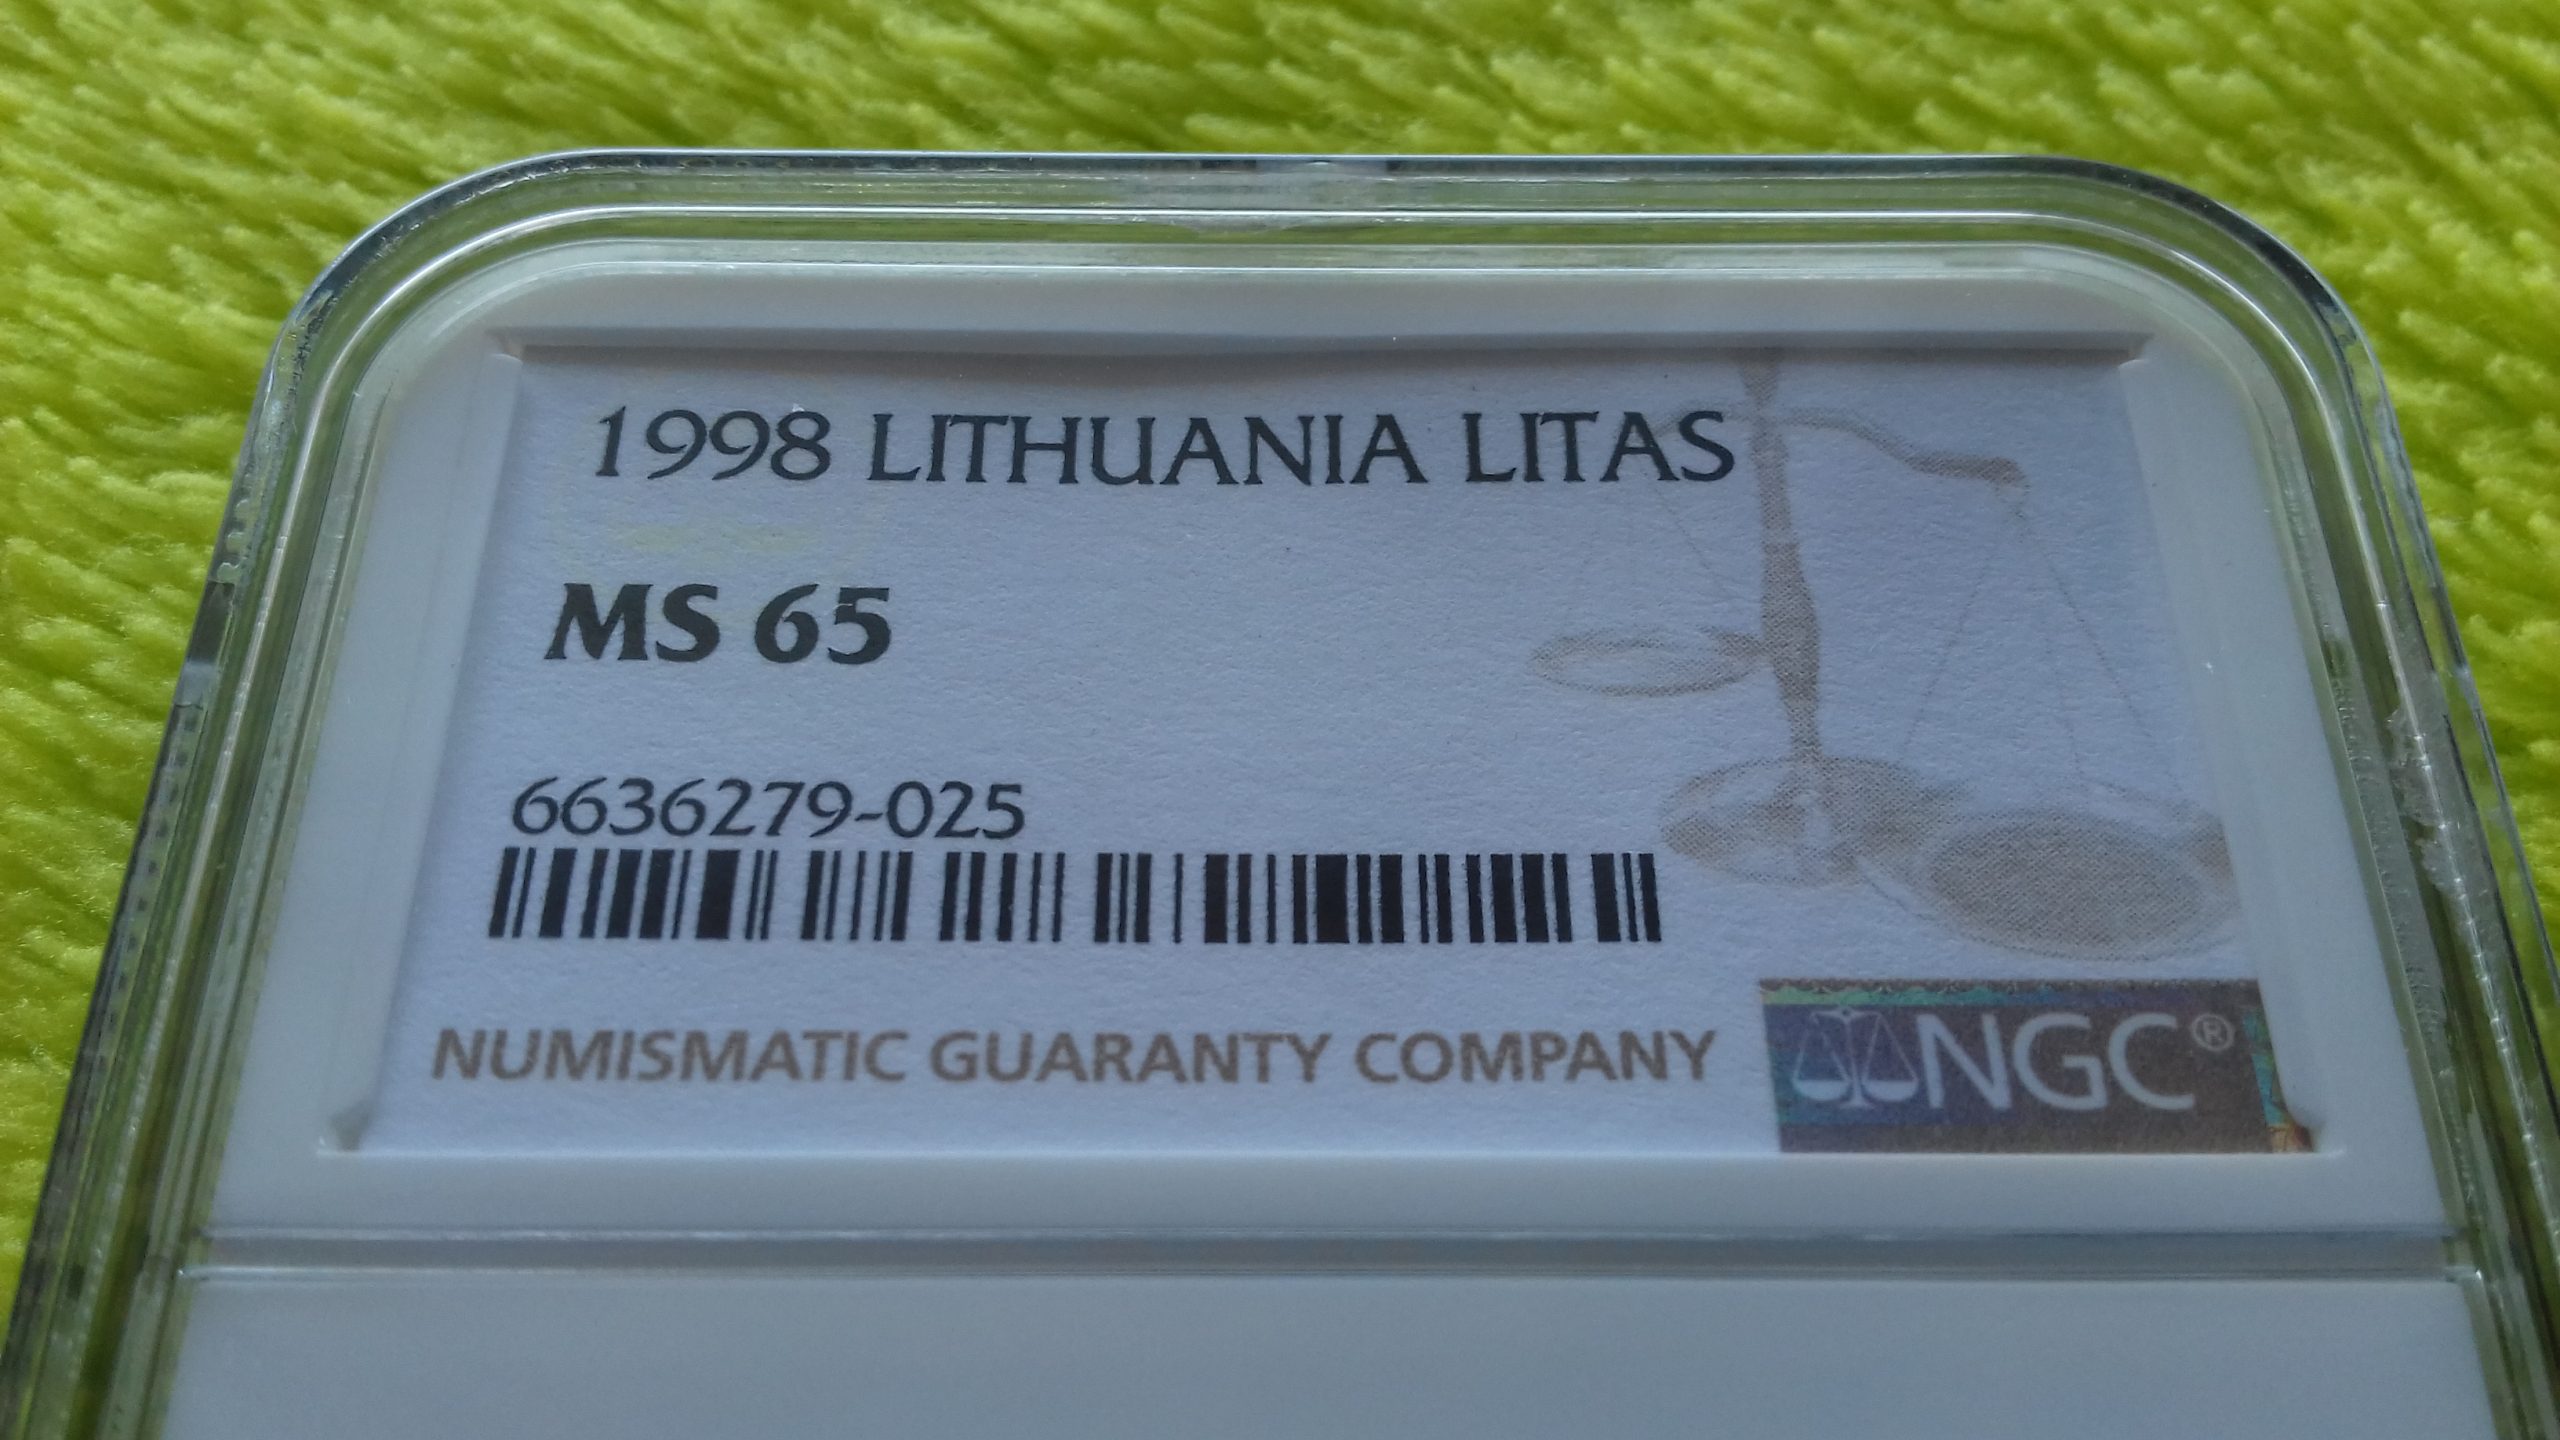 1998 LITHUANIA LITAS
MS 65
6636279-025
NUMISMATIC GUARANTY COMPANY
NGC®